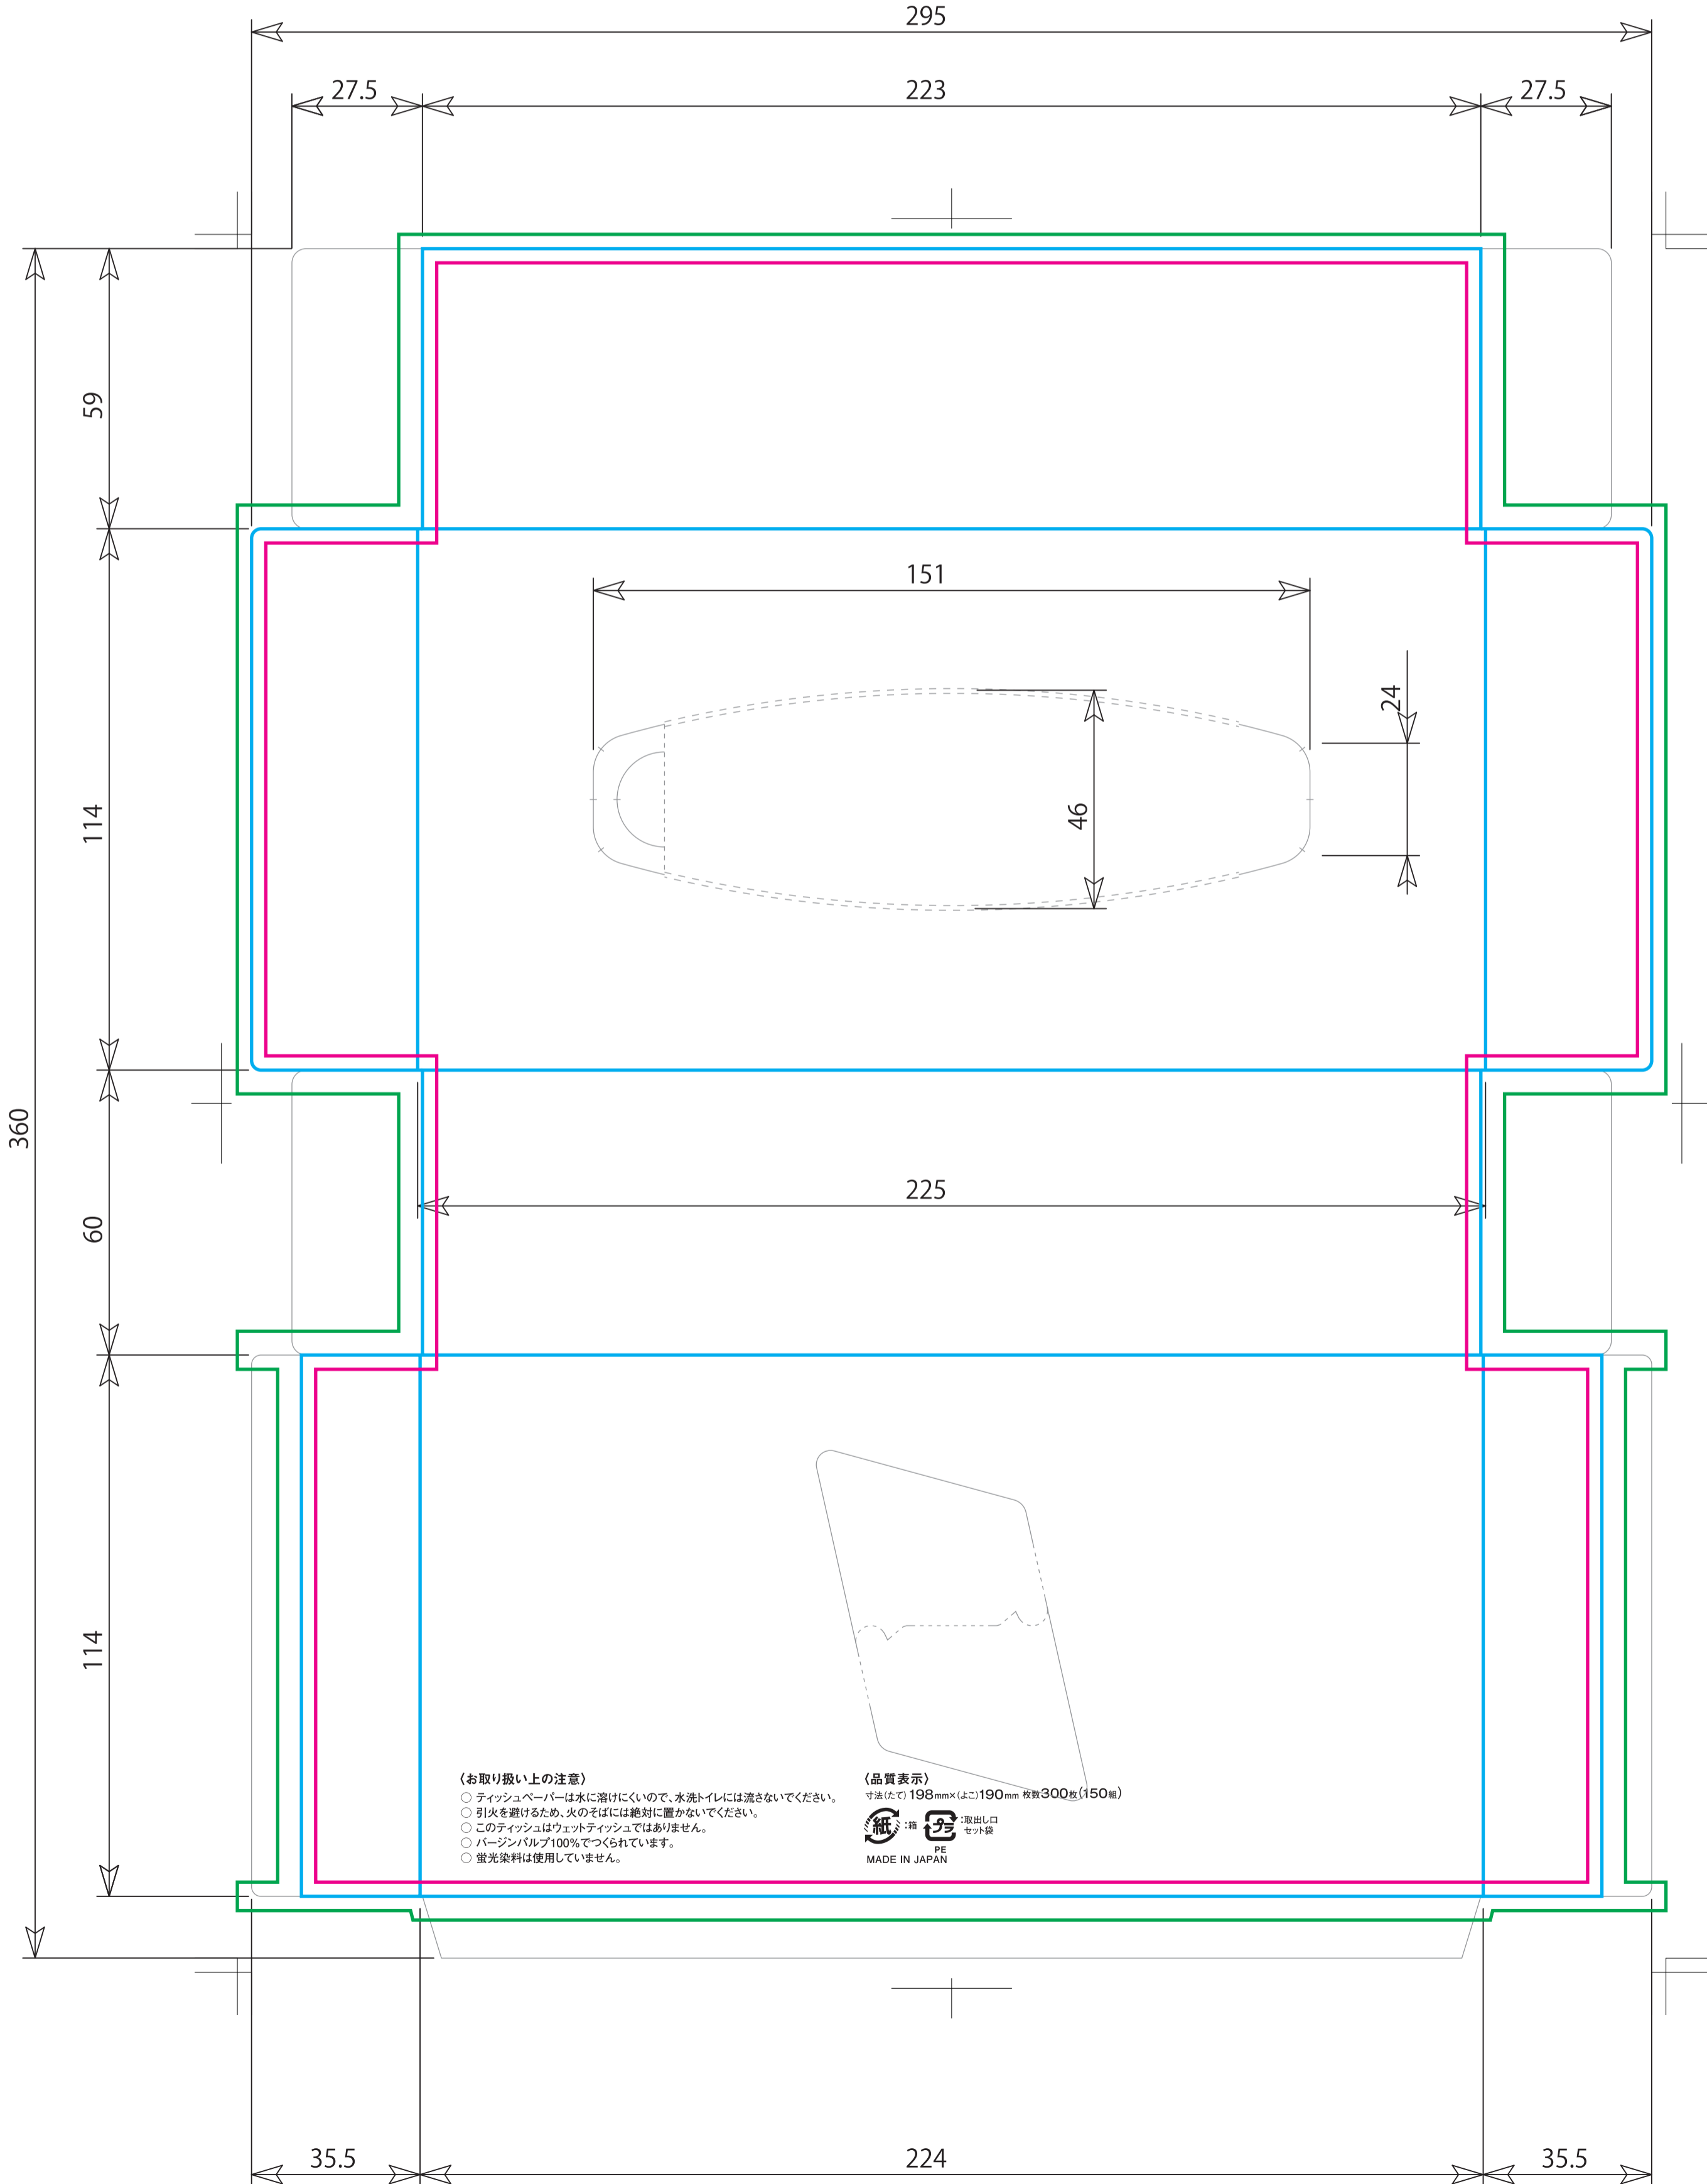 295
27.5
223
27.5
59
151
24
46
114
360
225
60
114
〈お取り扱い上の注意〉
○ ティッシュペーパーは水に溶けにくいので、水洗トイレには流さないでください。
○ 引火を避けるため、火のそばには絶対に置かないでください。
○ このティッシュはウェットティッシュではありません。
○ バージンパルプ100%でつくられています。
○ 蛍光染料は使用していません。
〈品質表示〉
寸法(たて)198mm×(よこ)190mm 枚数300枚(150組)
紙 :箱
プラ :取出し口
セット袋
PE
MADE IN JAPAN
35.5
224
35.5